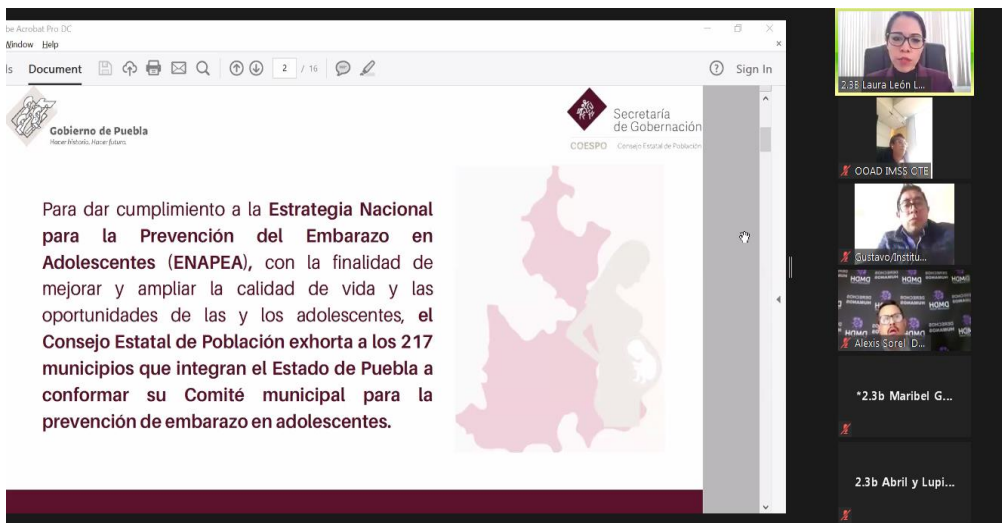 be Acrobat Pro DC
Window Help
ls Document 2 / 16 Sign In
Gobierno de Puebla
Hacer historia. Hacer futuro.
Secretaría
de Gobernación
COESPO Consejo Estatal de Población
Para dar cumplimiento a la Estrategia Nacional
para la Prevención del Embarazo en
Adolescentes (ENAPEA), con la finalidad de
mejorar y ampliar la calidad de vida y las
oportunidades de las y los adolescentes, el
Consejo Estatal de Población exhorta a los 217
municipios que integran el Estado de Puebla a
conformar su Comité municipal para la
prevención de embarazo en adolescentes.
2.3B Laura León L...
OOAD IMSS OTE
Gustavo/Institu...
HQMQ HQMQ
HQMQ
Alexis Sorel D...
*2.3b Maribel G...
2.3b Abril y Lupi...